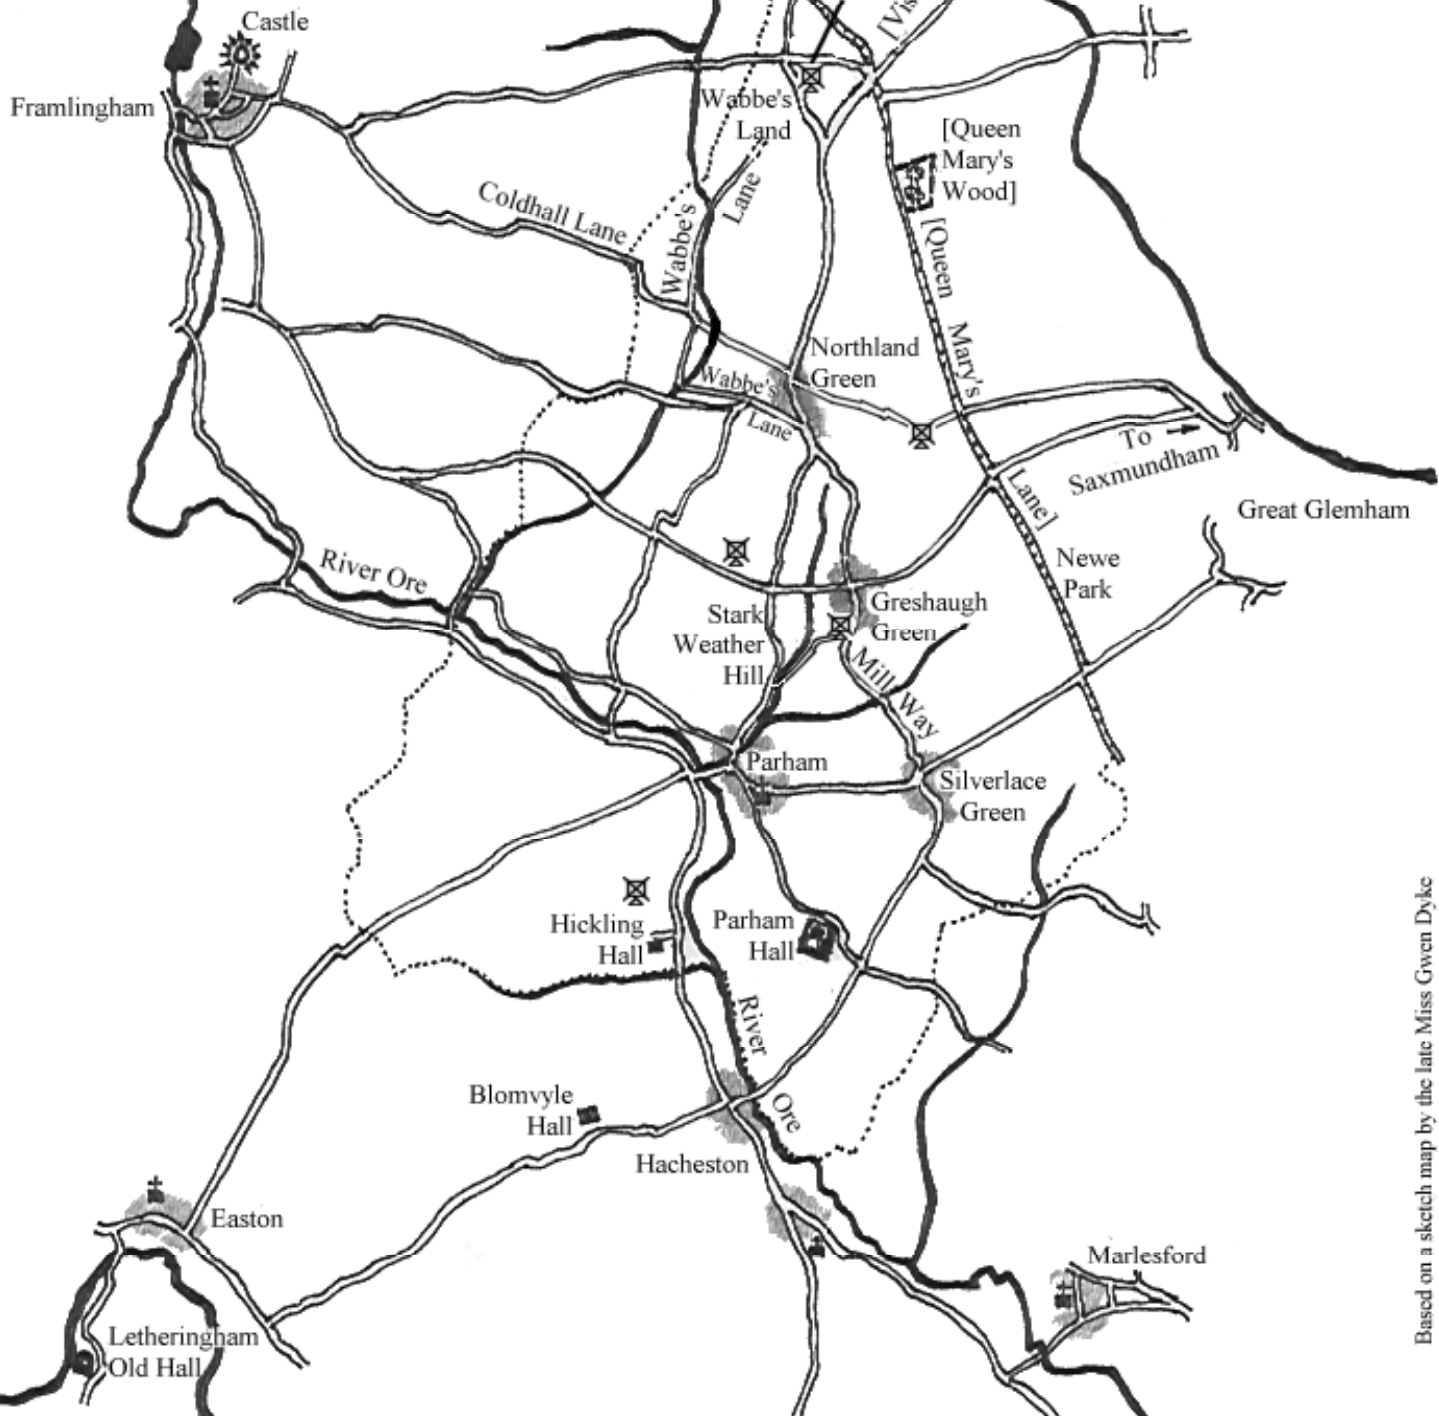 Castle
[Vis
Framlingham
Wabbe's
Land
[Queen
Mary's
Wood]
Coldhall Lane
Wabbe's
Lane
[Queen
Mary's
Lane]
Northland
Green
Wabbe's
Lane
To
Saxmundham
Great Glemham
River Ore
Newe
Park
Stark
Weather
Hill
Greshaugh
Green
Mill Way
Parham
Silverlace
Green
Hickling
Hall
Parham
Hall
River
Ore
Blomvyle
Hall
Hacheston
Easton
Marlesford
Letheringham
Old Hall
Based on a sketch map by the late Miss Gwen Dyke